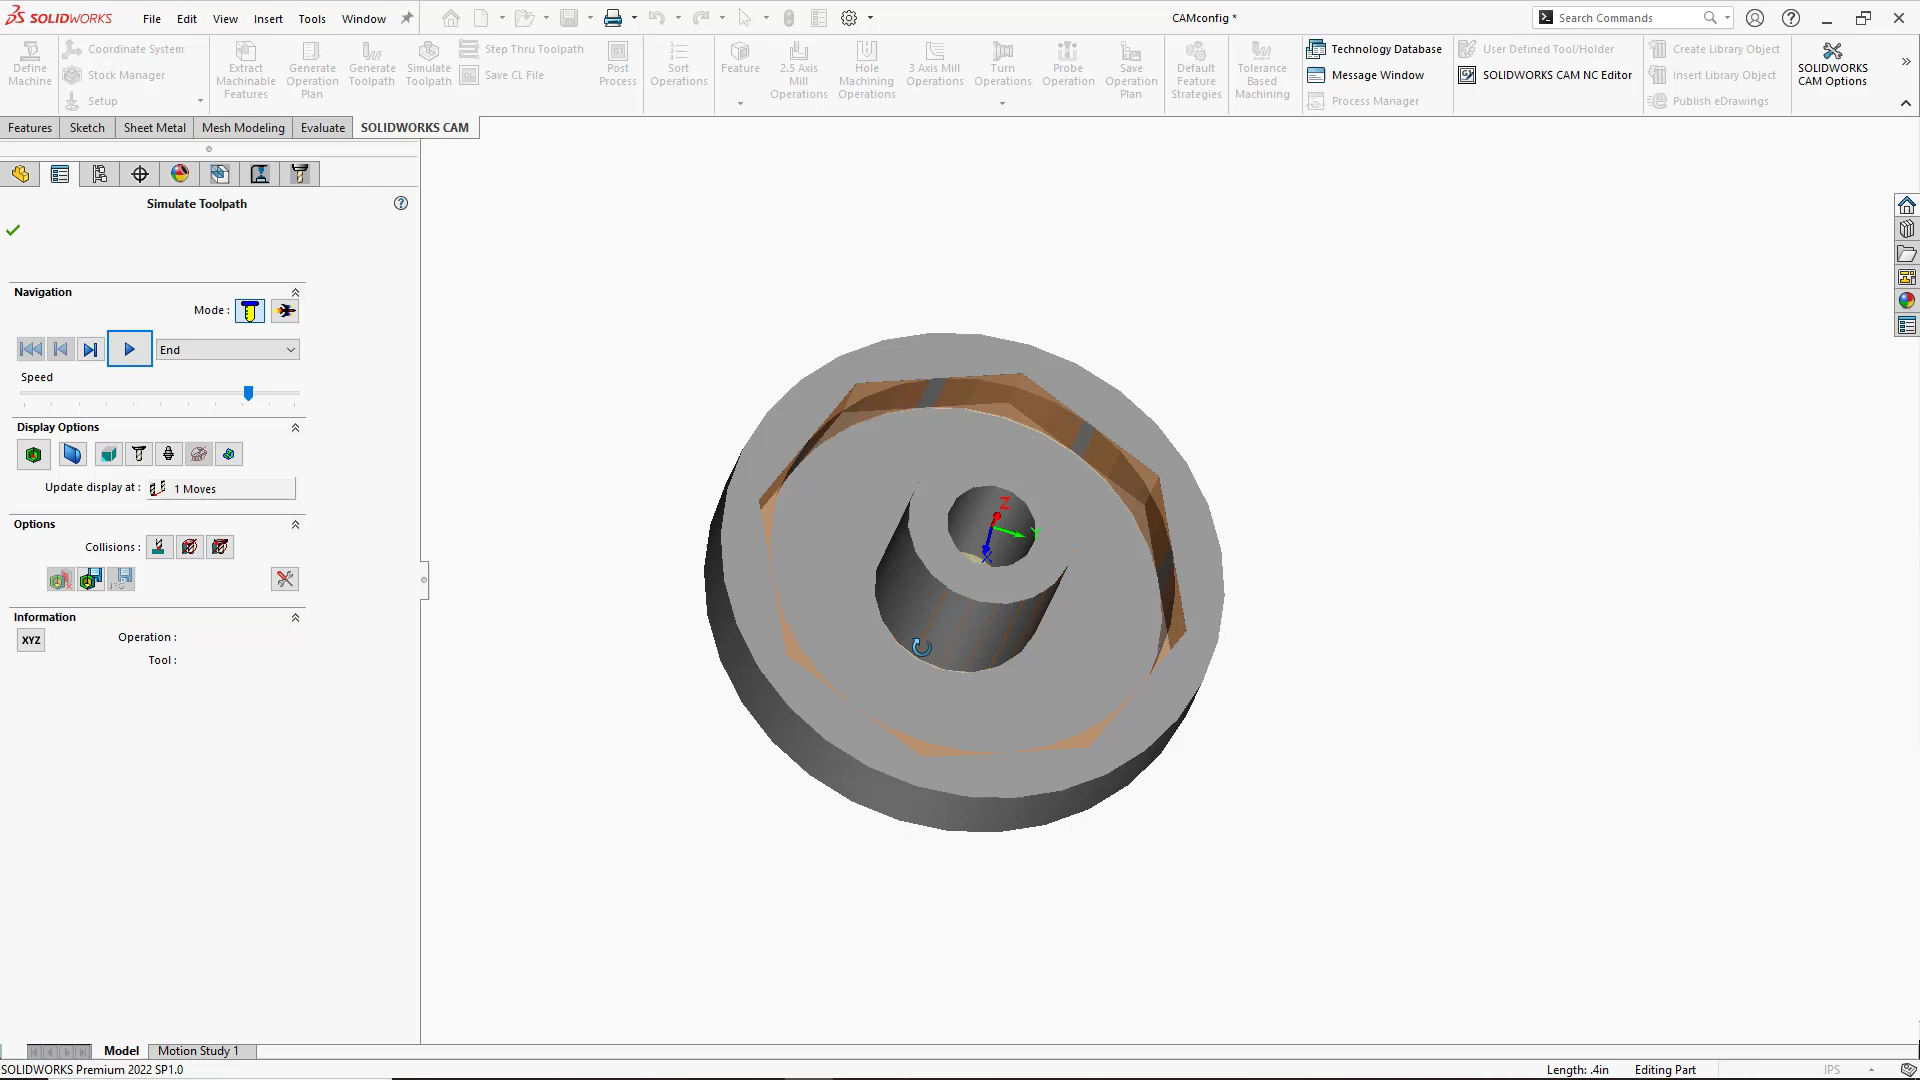 SOLIDWORKS File Edit View Insert Tools Window CAMconfig * Search Commands
Define Machine
Coordinate System
Stock Manager
Setup
Extract Machinable Features
Generate Operation Plan
Generate Toolpath
Simulate Toolpath
Step Thru Toolpath
Save CL File
Post Process
Sort Operations
Feature
2.5 Axis Mill Operations
Hole Machining Operations
3 Axis Mill Operations
Turn Operations
Probe Operation
Save Operation Plan
Default Feature Strategies
Tolerance Based Machining
Technology Database
Message Window
Process Manager
User Defined Tool/Holder
SOLIDWORKS CAM NC Editor
Create Library Object
Insert Library Object
Publish eDrawings
SOLIDWORKS CAM Options
Features Sketch Sheet Metal Mesh Modeling Evaluate SOLIDWORKS CAM
Simulate Toolpath
Navigation
Mode :
End
Speed
Display Options
Update display at : 1 Moves
Options
Collisions :
Information
XYZ Operation :
Tool :
Z
Y
X
Model Motion Study 1
SOLIDWORKS Premium 2022 SP1.0 Length: .4in Editing Part IPS